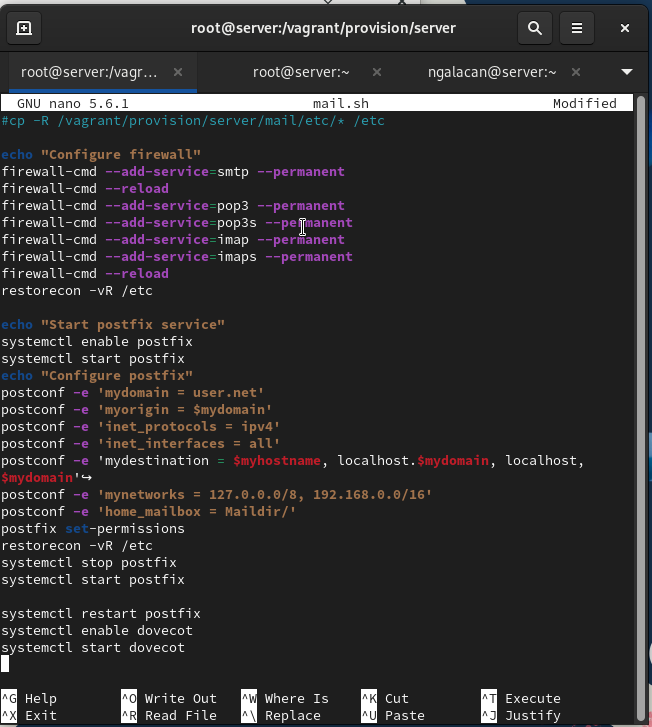 root@server:/vagrant/provision/server
root@server:/vagr... × root@server:~ × ngalacan@server:~ ×
GNU nano 5.6.1 mail.sh Modified
#cp -R /vagrant/provision/server/mail/etc/* /etc
echo "Configure firewall"
firewall-cmd --add-service=smtp --permanent
firewall-cmd --reload
firewall-cmd --add-service=pop3 --permanent
firewall-cmd --add-service=pop3s --permanent
firewall-cmd --add-service=imap --permanent
firewall-cmd --add-service=imaps --permanent
firewall-cmd --reload
restorecon -vR /etc
echo "Start postfix service"
systemctl enable postfix
systemctl start postfix
echo "Configure postfix"
postconf -e 'mydomain = user.net'
postconf -e 'myorigin = $mydomain'
postconf -e 'inet_protocols = ipv4'
postconf -e 'inet_interfaces = all'
postconf -e 'mydestination = $myhostname, localhost.$mydomain, localhost,
$mydomain'↪
postconf -e 'mynetworks = 127.0.0.0/8, 192.168.0.0/16'
postconf -e 'home_mailbox = Maildir/'
postfix set-permissions
restorecon -vR /etc
systemctl stop postfix
systemctl start postfix
systemctl restart postfix
systemctl enable dovecot
systemctl start dovecot
^G Help ^O Write Out ^W Where Is ^K Cut ^T Execute
^X Exit ^R Read File ^\ Replace ^U Paste ^J Justify